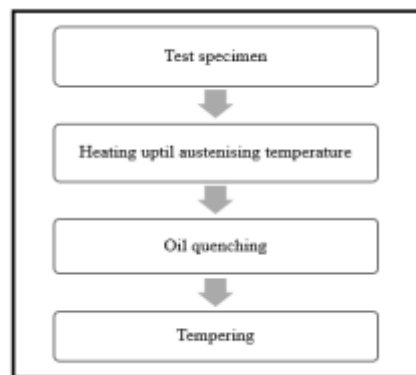 Test specimen
Heating uptil austenising temperature
Oil quenching
Tempering